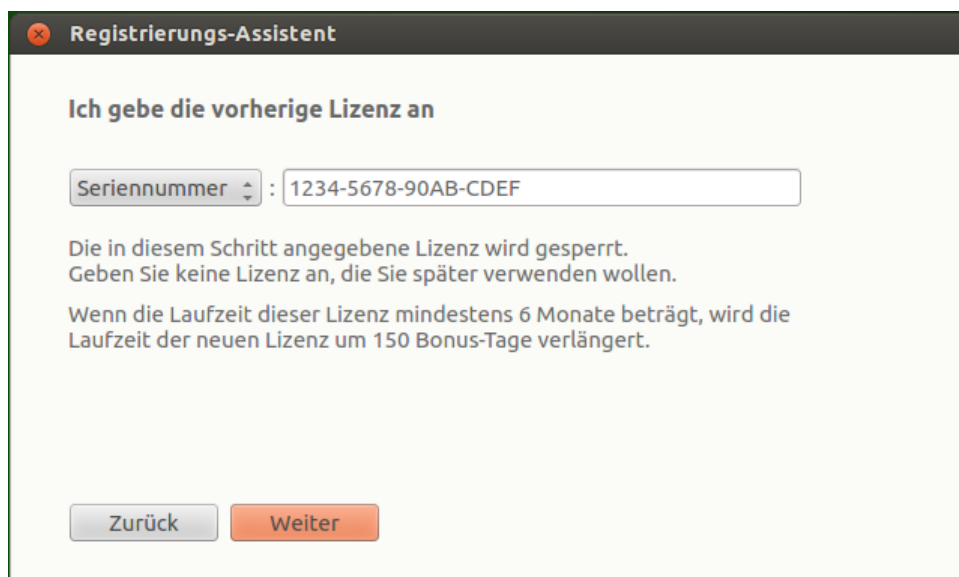 Registrierungs-Assistent
Ich gebe die vorherige Lizenz an
Seriennummer : 1234-5678-90AB-CDEF
Die in diesem Schritt angegebene Lizenz wird gesperrt.
Geben Sie keine Lizenz an, die Sie später verwenden wollen.
Wenn die Laufzeit dieser Lizenz mindestens 6 Monate beträgt, wird die
Laufzeit der neuen Lizenz um 150 Bonus-Tage verlängert.
Zurück Weiter